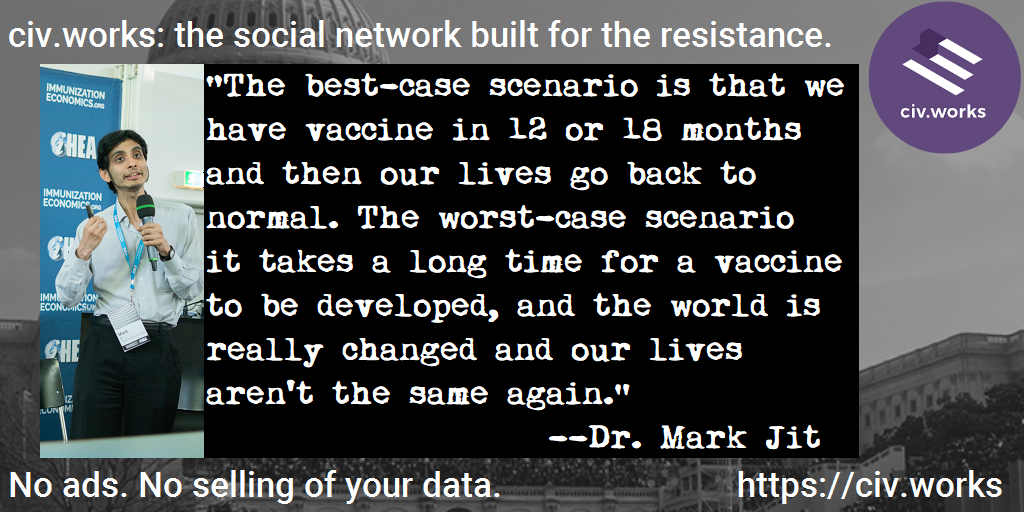 civ.works: the social network built for the resistance.
civ.works
IMMUNIZATION
ECONOMICS.ORG
HEA
IMMUNIZATION
ECONOMICS
HEA
Mark
"The best-case scenario is that we
have vaccine in 12 or 18 months
and then our lives go back to
normal. The worst-case scenario
it takes a long time for a vaccine
to be developed, and the world is
really changed and our lives
aren't the same again."
--Dr. Mark Jit
No ads. No selling of your data.
https://civ.works